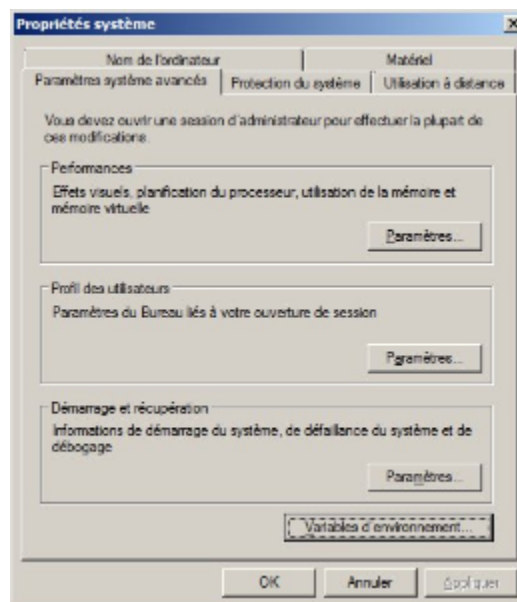 Propriétés système
Nom de l'ordinateur
Matériel
Paramètres système avancés
Protection du système
Utilisation à distance
Vous devez ouvrir une session d'administrateur pour effectuer la plupart de
ces modifications.
Performances
Effets visuels, planification du processeur, utilisation de la mémoire et
mémoire virtuelle
Paramètres...
Profil des utilisateurs
Paramètres du Bureau liés à votre ouverture de session
Paramètres...
Démarrage et récupération
Informations de démarrage du système, de défaillance du système et de
débogage
Paramètres...
Variables d'environnement...
OK
Annuler
Appliquer